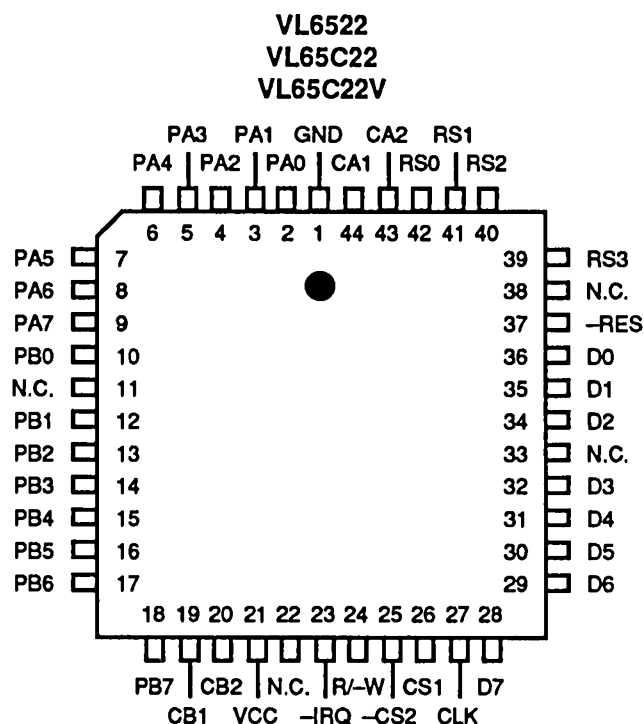 VL6522
VL65C22
VL65C22V
PA3 PA1 GND CA2 RS1
PA4 PA2 PA0 CA1 RS0 RS2
6 5 4 3 2 1 44 43 42 41 40
PA5 7 39 RS3
PA6 8 38 N.C.
PA7 9 37 –RES
PB0 10 36 D0
N.C. 11 35 D1
PB1 12 34 D2
PB2 13 33 N.C.
PB3 14 32 D3
PB4 15 31 D4
PB5 16 30 D5
PB6 17 29 D6
18 19 20 21 22 23 24 25 26 27 28
PB7 CB2 N.C. R/–W CS1 D7
CB1 VCC –IRQ –CS2 CLK